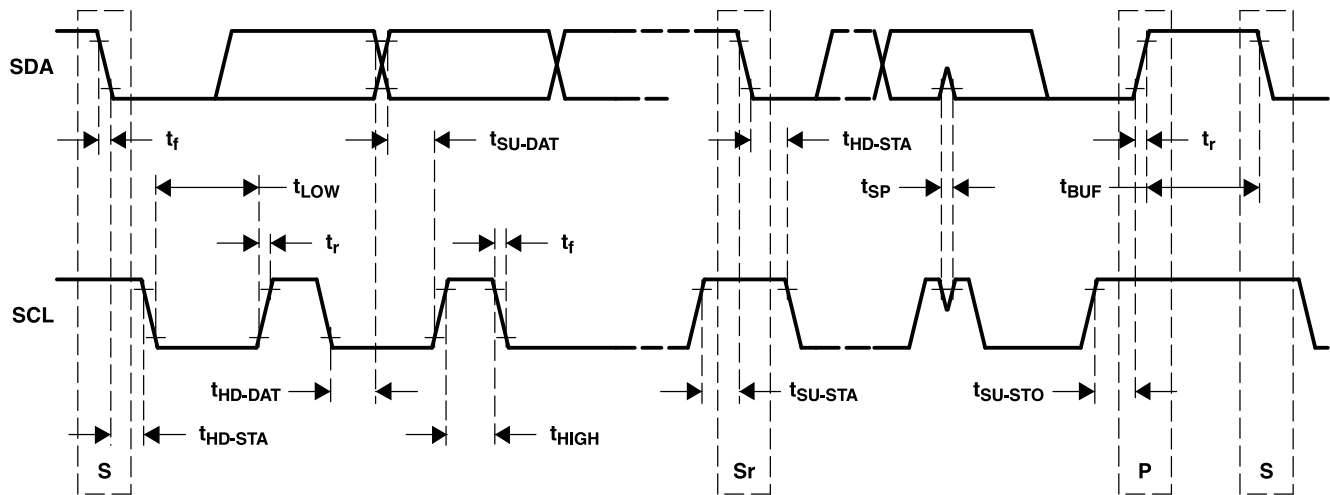 SDA
t_f
t_SU-DAT
t_HD-STA
t_r
t_LOW
t_SP
t_BUF
t_r
t_f
SCL
t_HD-DAT
t_SU-STA
t_SU-STO
t_HD-STA
t_HIGH
S
Sr
P
S